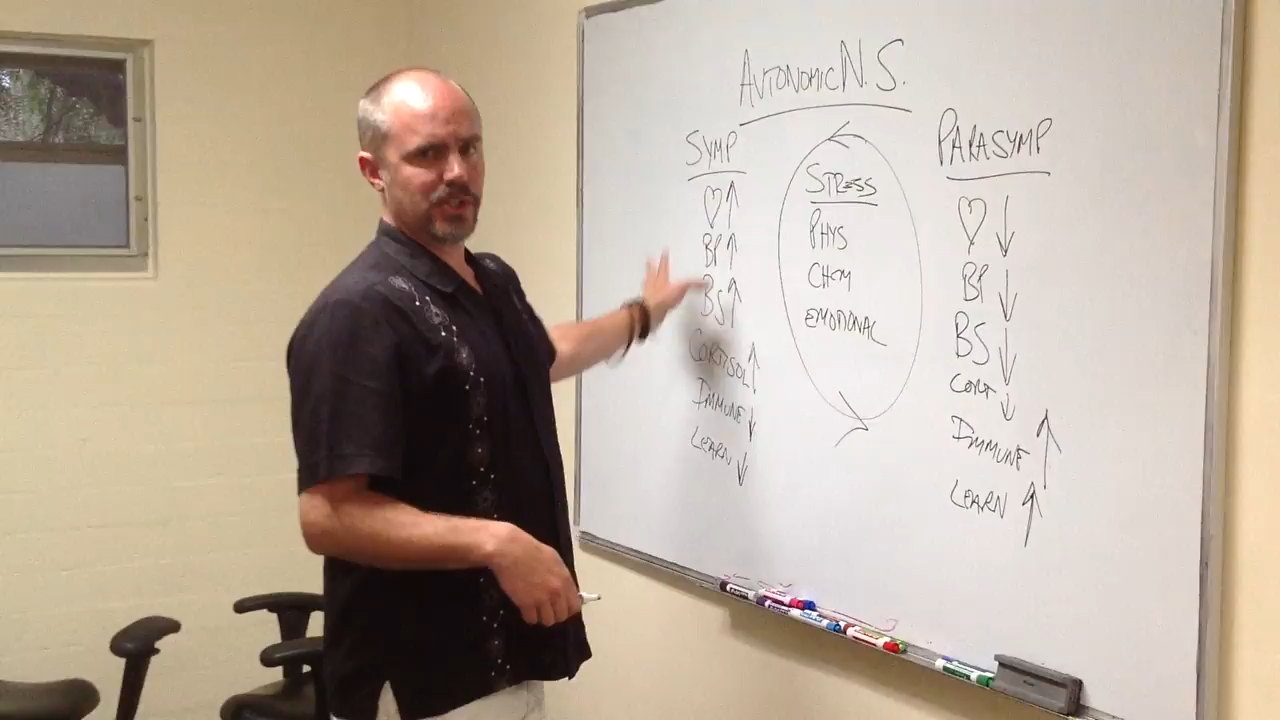 AUTONOMIC N.S.
SYMP
♡ ↑
BP ↑
BS ↑
CORTISOL ↑
IMMUNE ↓
LEARN ↓
STRESS
PHYS
CHEM
EMOTIONAL
PARASYMP
♡ ↓
BP ↓
BS ↓
CORT ↓
IMMUNE ↑
LEARN ↑